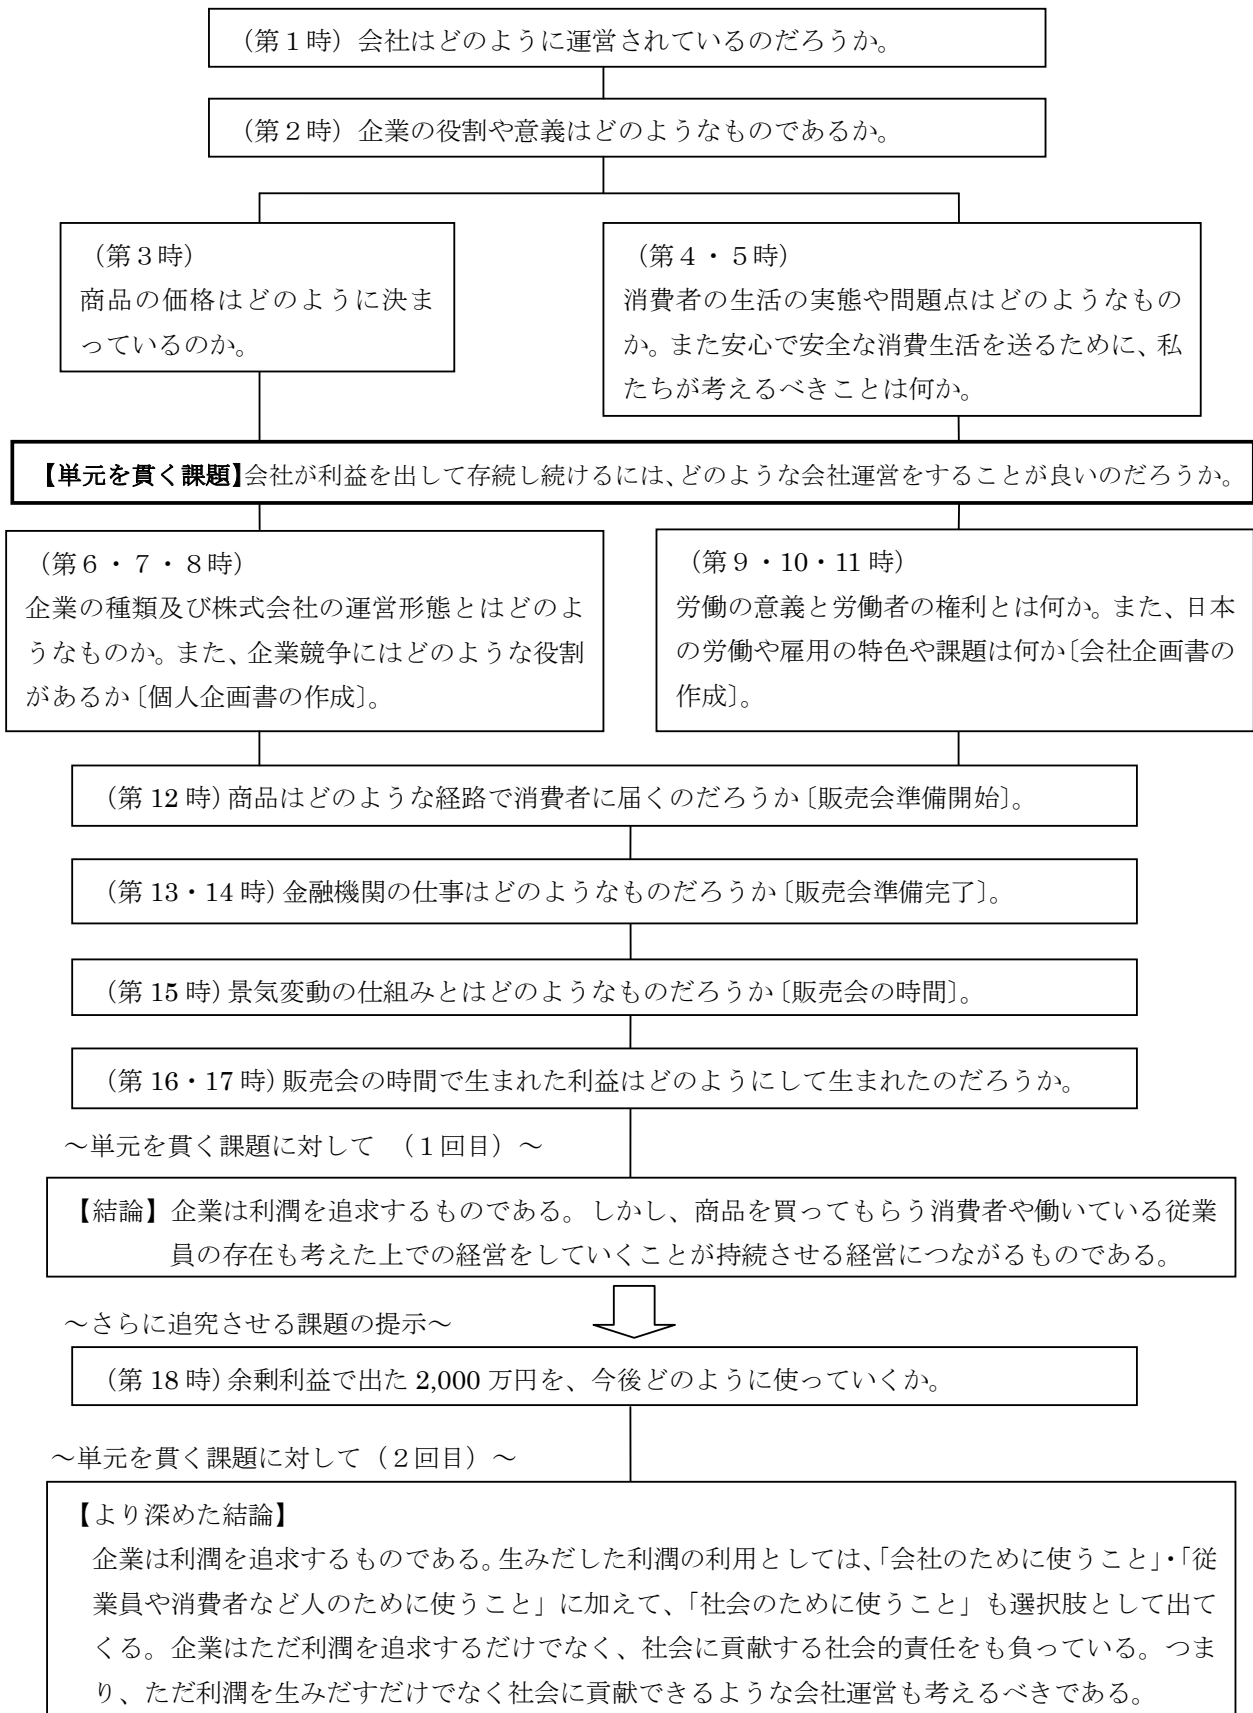 （第１時）会社はどのように運営されているのだろうか。
（第２時）企業の役割や意義はどのようなものであるか。
（第３時）
商品の価格はどのように決ま
っているのか。
（第４・５時）
消費者の生活の実態や問題点はどのようなもの
か。また安心で安全な消費生活を送るために、私
たちが考えるべきことは何か。
【単元を貫く課題】会社が利益を出して存続し続けるには、どのような会社運営をすることが良いのだろうか。
（第６・７・８時）
企業の種類及び株式会社の運営形態とはどのよ
うなものか。また、企業競争にはどのような役割
があるか〔個人企画書の作成〕。
（第９・10・11 時）
労働の意義と労働者の権利とは何か。また、日本
の労働や雇用の特色や課題は何か〔会社企画書の
作成〕。
（第 12 時）商品はどのような経路で消費者に届くのだろうか〔販売会準備開始〕。
（第 13・14 時）金融機関の仕事はどのようなものだろうか〔販売会準備完了〕。
（第 15 時）景気変動の仕組みとはどのようなものだろうか〔販売会の時間〕。
（第 16・17 時）販売会の時間で生まれた利益はどのようにして生まれたのだろうか。
～単元を貫く課題に対して　（１回目）～
【結論】企業は利潤を追求するものである。しかし、商品を買ってもらう消費者や働いている従業
員の存在も考えた上での経営をしていくことが持続させる経営につながるものである。
～さらに追究させる課題の提示～
（第 18 時）余剰利益で出た 2,000 万円を、今後どのように使っていくか。
～単元を貫く課題に対して（２回目）～
【より深めた結論】
企業は利潤を追求するものである。生みだした利潤の利用としては、「会社のために使うこと」・「従
業員や消費者など人のために使うこと」に加えて、「社会のために使うこと」も選択肢として出て
くる。企業はただ利潤を追求するだけでなく、社会に貢献する社会的責任をも負っている。つま
り、ただ利潤を生みだすだけでなく社会に貢献できるような会社運営も考えるべきである。